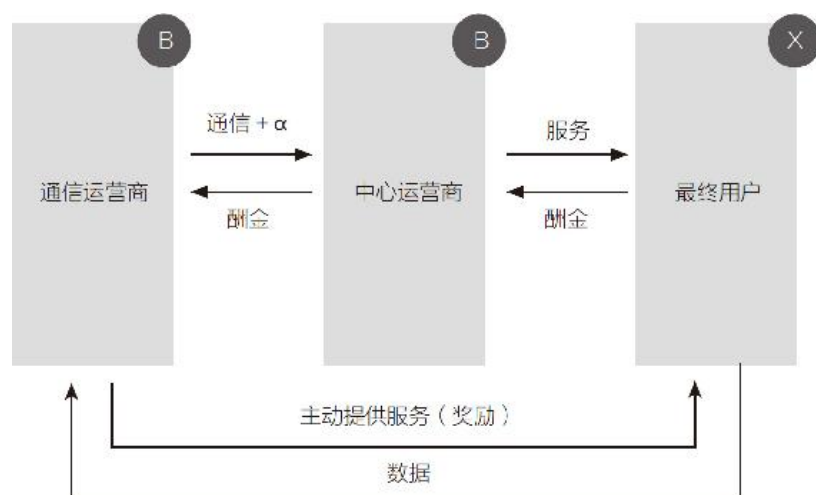 B
B
X
通信+α
服务
通信运营商
中心运营商
最终用户
酬金
酬金
主动提供服务（奖励）
数据